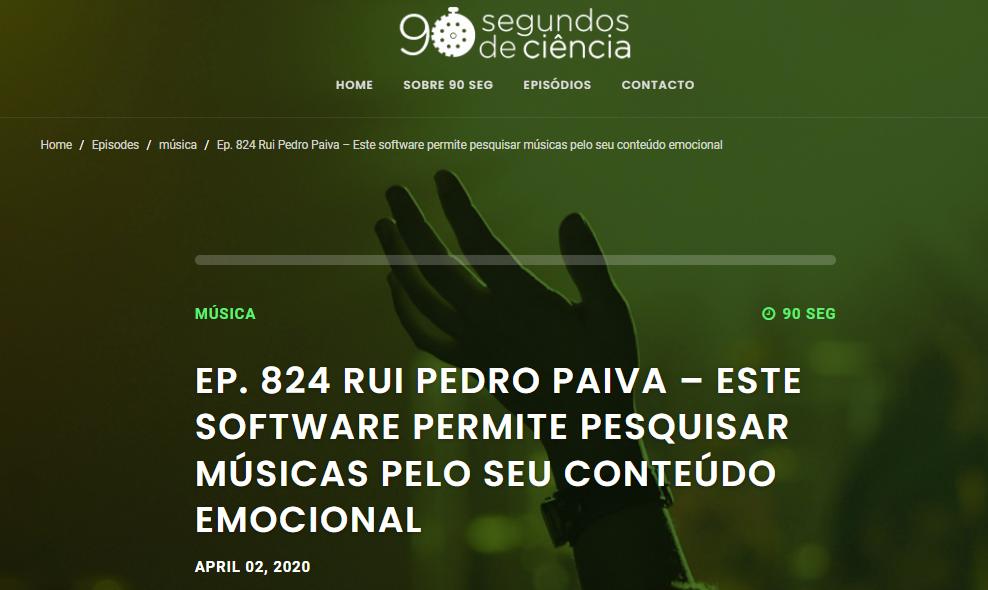 90 segundos
de ciência
HOME SOBRE 90 SEG EPISÓDIOS CONTACTO
Home / Episodes / música / Ep. 824 Rui Pedro Paiva – Este software permite pesquisar músicas pelo seu conteúdo emocional
MÚSICA 90 SEG
EP. 824 RUI PEDRO PAIVA – ESTE
SOFTWARE PERMITE PESQUISAR
MÚSICAS PELO SEU CONTEÚDO
EMOCIONAL
APRIL 02, 2020